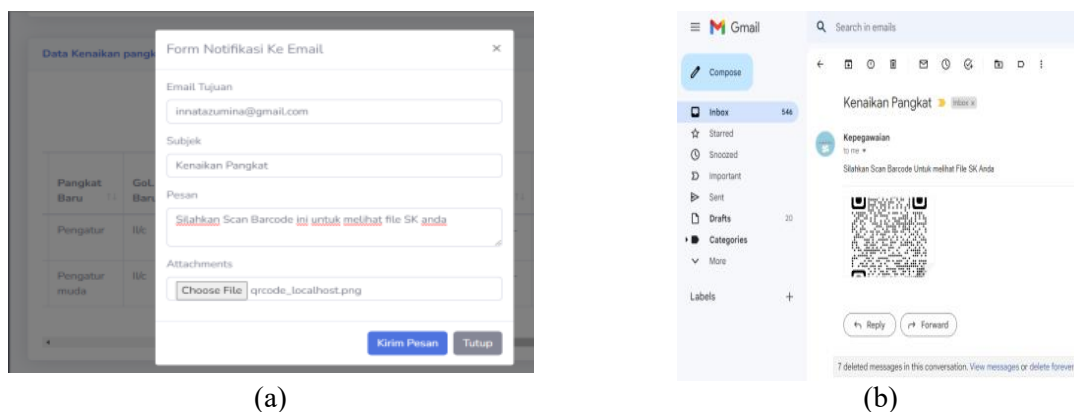 Data Kenaikan pangk
Form Notifikasi Ke Email
×
Email Tujuan
innatazumina@gmail.com
Subjek
Kenaikan Pangkat
Pesan
Silahkan Scan Barcode ini untuk melihat file SK anda
Attachments
Choose File qrcode_localhost.png
Kirim Pesan Tutup
Pangkat Baru
Gol. Baru
Pengatur II/c
Pengatur muda II/c
(a)
Gmail
Search in emails
Compose
Inbox 546
Starred
Snoozed
Important
Sent
Drafts 20
Categories
More
Labels +
Kenaikan Pangkat Inbox x
Kepegawaian
to me
Silahkan Scan Barcode Untuk melihat File SK Anda
Reply Forward
7 deleted messages in this conversation. View messages or delete forever
(b)